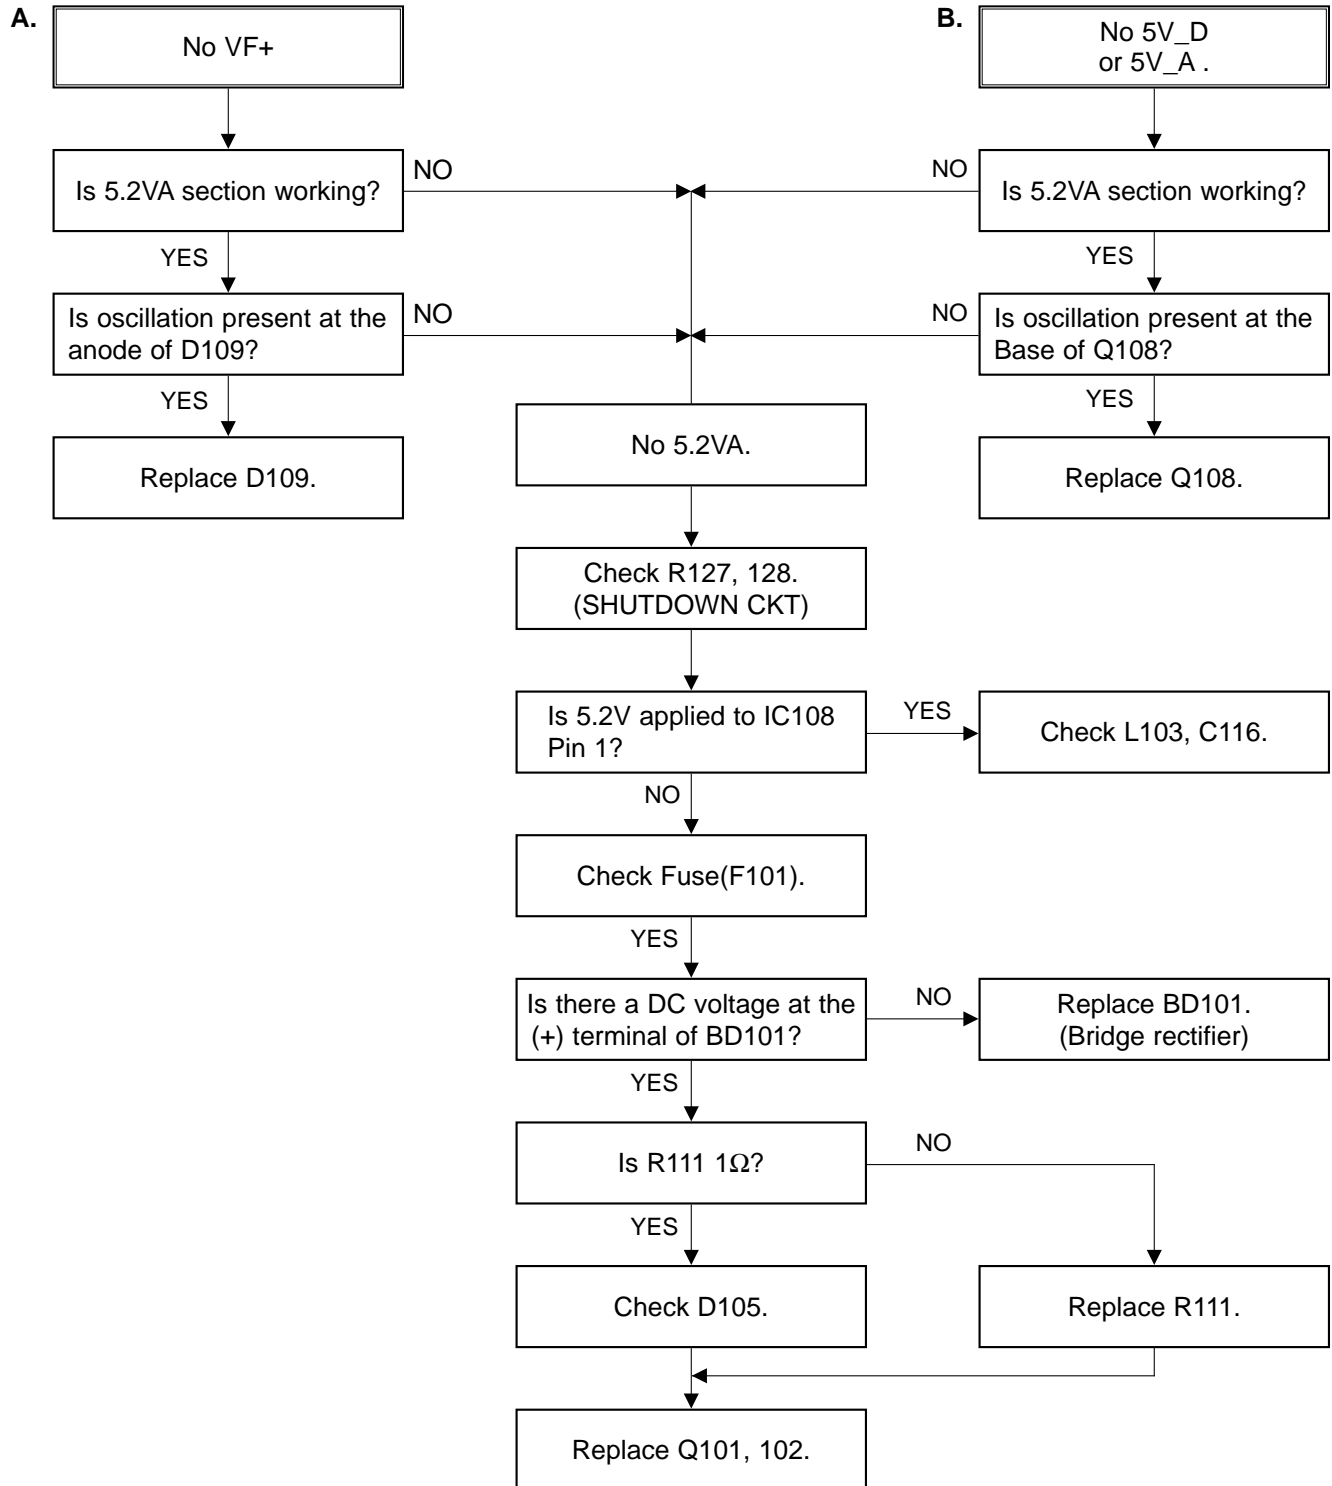 A.
No VF+
B.
No 5V_D
or 5V_A .
Is 5.2VA section working?
NO
NO
Is 5.2VA section working?
YES
YES
Is oscillation present at the
anode of D109?
NO
NO
Is oscillation present at the
Base of Q108?
YES
YES
Replace D109.
No 5.2VA.
Replace Q108.
Check R127, 128.
(SHUTDOWN CKT)
Is 5.2V applied to IC108
Pin 1?
YES
Check L103, C116.
NO
Check Fuse(F101).
YES
Is there a DC voltage at the
(+) terminal of BD101?
NO
Replace BD101.
(Bridge rectifier)
YES
Is R111 1Ω?
NO
YES
Check D105.
Replace R111.
Replace Q101, 102.